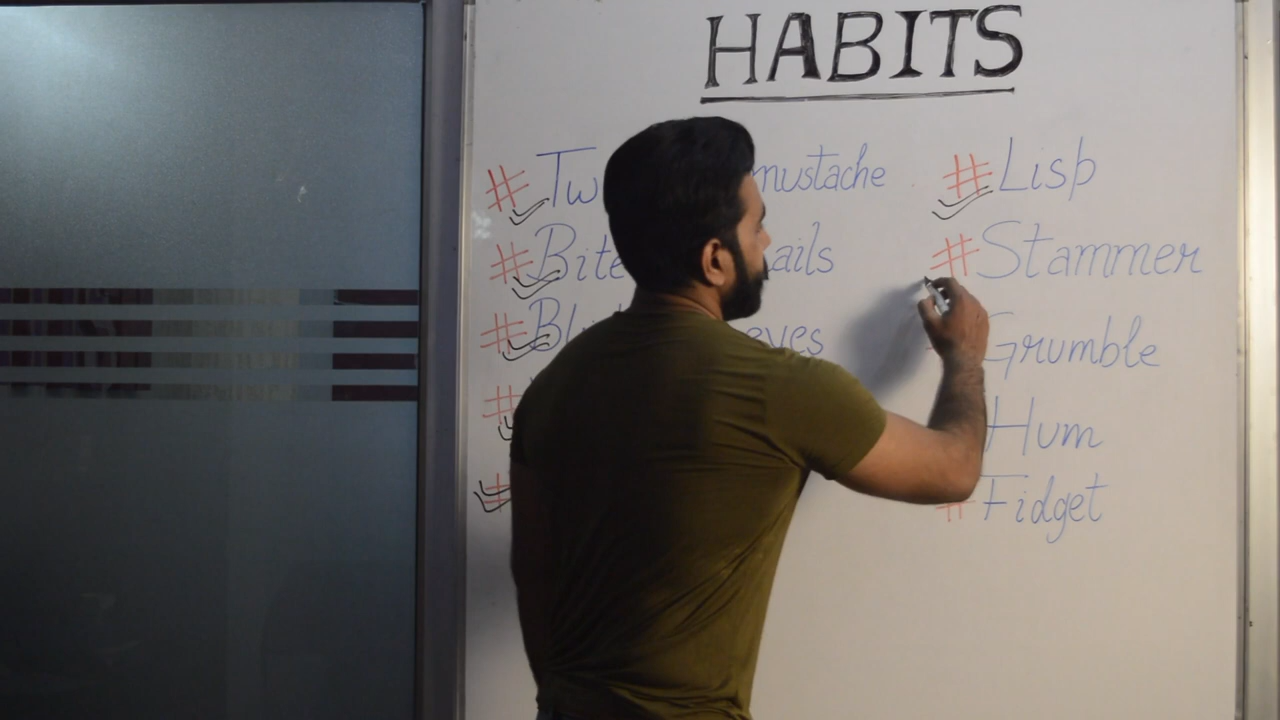 HABITS
# Tw mustache
# Bite ails
# Bl eyes
#
#
# Lisp
# Stammer
Grumble
Hum
# Fidget